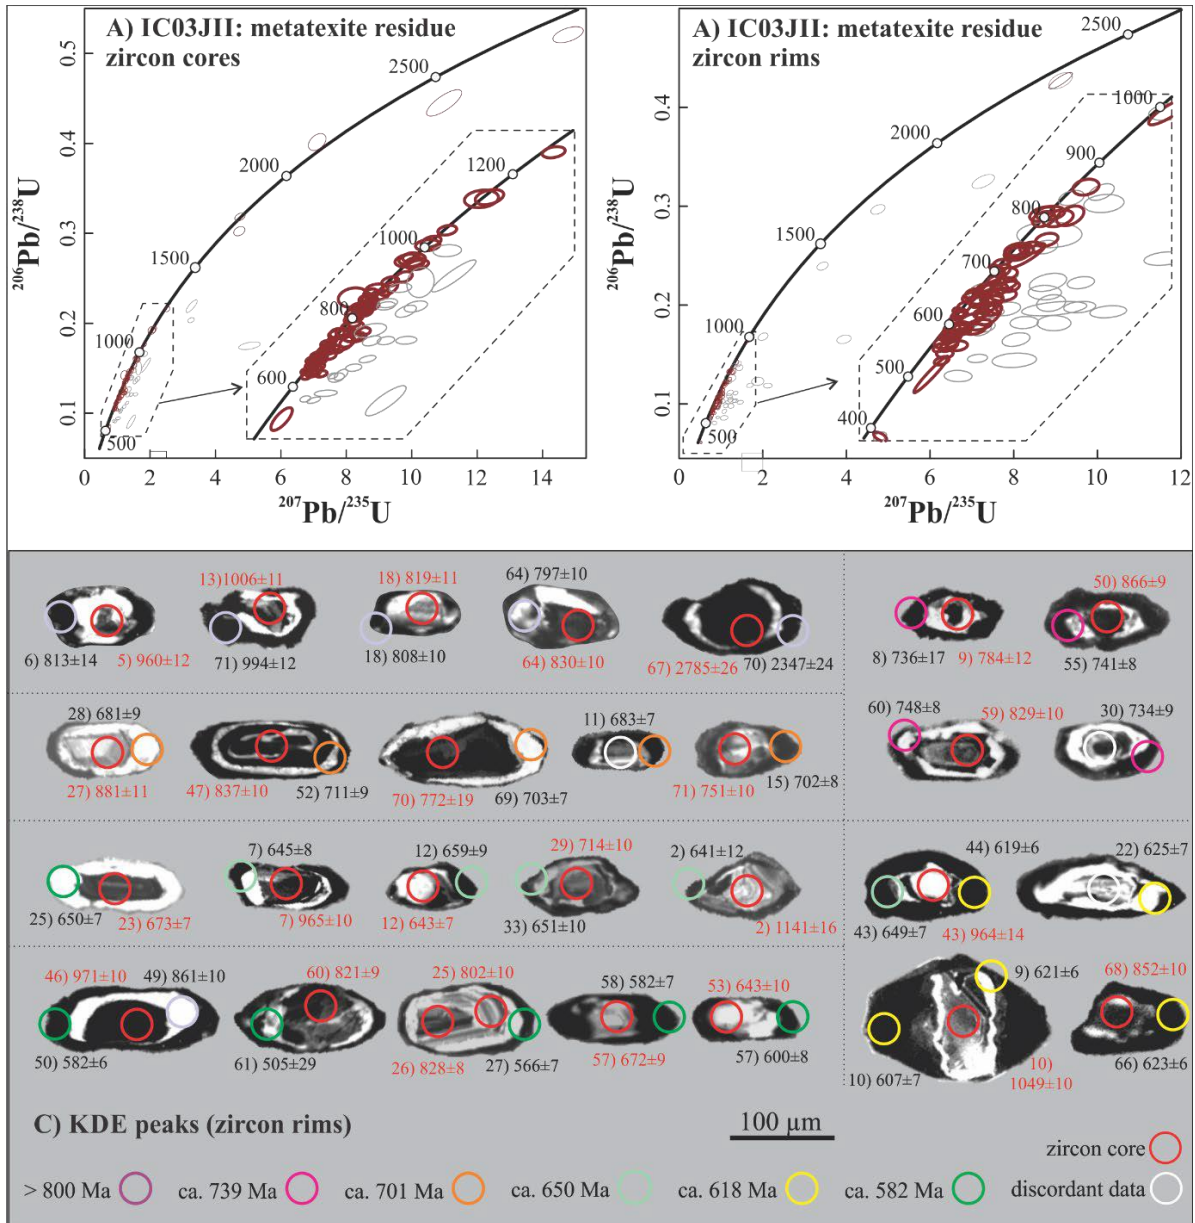 A) IC03JII: metatexite residue
zircon cores
0.5
0.4
0.3
0.2
0.1
²⁰⁶Pb/²³⁸U
2500
2000
1500
1000
500
1200
1000
800
600
0 2 4 6 8 10 12 14
²⁰⁷Pb/²³⁵U
A) IC03JII: metatexite residue
zircon rims
0.4
0.3
0.2
0.1
²⁰⁶Pb/²³⁸U
2500
2000
1500
1000
500
1000
900
800
700
600
500
400
0 2 4 6 8 10 12
²⁰⁷Pb/²³⁵U
13)1006±11 18) 819±11 64) 797±10
6) 813±14 5) 960±12 71) 994±12 18) 808±10 64) 830±10 67) 2785±26 70) 2347±24
50) 866±9
8) 736±17 9) 784±12 55) 741±8
28) 681±9 11) 683±7
27) 881±11 47) 837±10 52) 711±9 70) 772±19 69) 703±7 71) 751±10 15) 702±8
60) 748±8 59) 829±10 30) 734±9
7) 645±8 12) 659±9 29) 714±10 2) 641±12
25) 650±7 23) 673±7 7) 965±10 12) 643±7 33) 651±10 2) 1141±16
44) 619±6 22) 625±7
43) 649±7 43) 964±14
46) 971±10 49) 861±10 60) 821±9 25) 802±10 58) 582±7 53) 643±10
50) 582±6 61) 505±29 26) 828±8 27) 566±7 57) 672±9 57) 600±8
9) 621±6 68) 852±10
10) 607±7 10)
1049±10 66) 623±6
C) KDE peaks (zircon rims)
100 µm
zircon core
> 800 Ma ca. 739 Ma ca. 701 Ma ca. 650 Ma ca. 618 Ma ca. 582 Ma discordant data